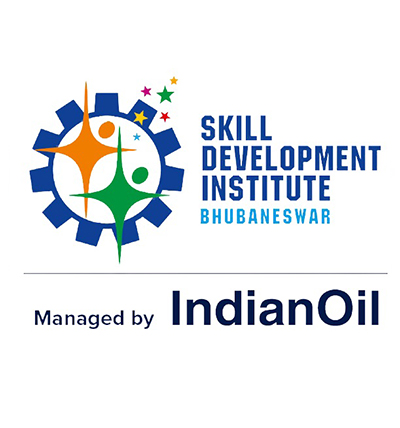 SKILL
DEVELOPMENT
INSTITUTE
BHUBANESWAR
Managed by IndianOil